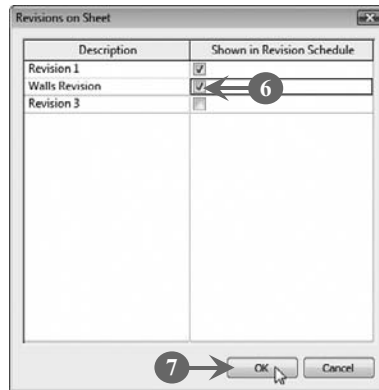 Revisions on Sheet
Description Shown in Revision Schedule
Revision 1
Walls Revision 6
Revision 3
7 OK Cancel